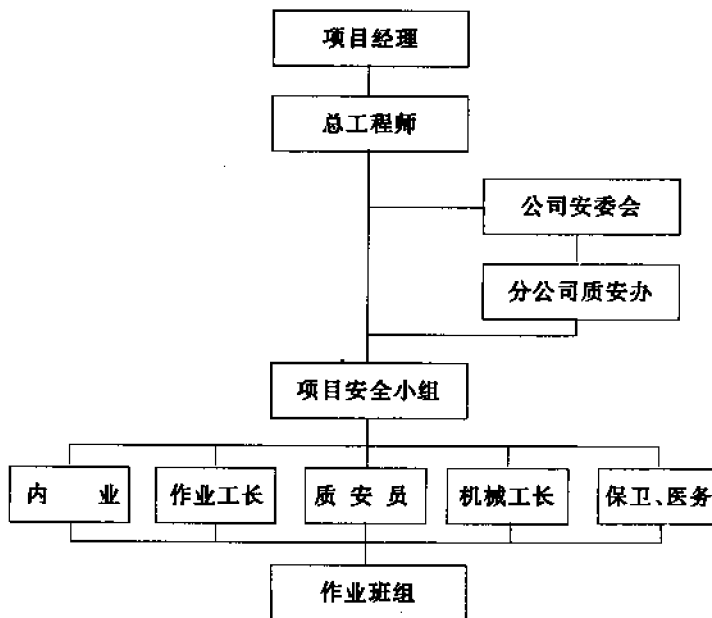 项目经理
总工程师
公司安委会
分公司质安办
项目安全小组
内 业
作业工长
质安员
机械工长
保卫、医务
作业班组